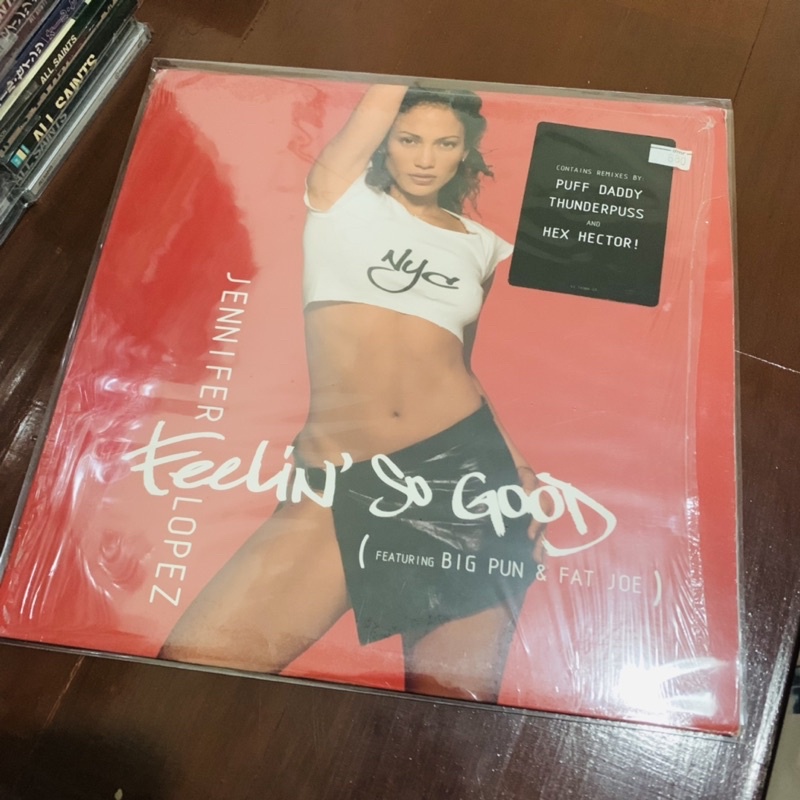 ALL SAINTS
ALL SAINTS
CONTAINS REMIXES BY
PUFF DADDY
THUNDERPUSS
AND
HEX HECTOR!
NYC
JENNIFER LOPEZ
FeeLiN' So GOOD
( FEATURING BIG PUN & FAT JOE )